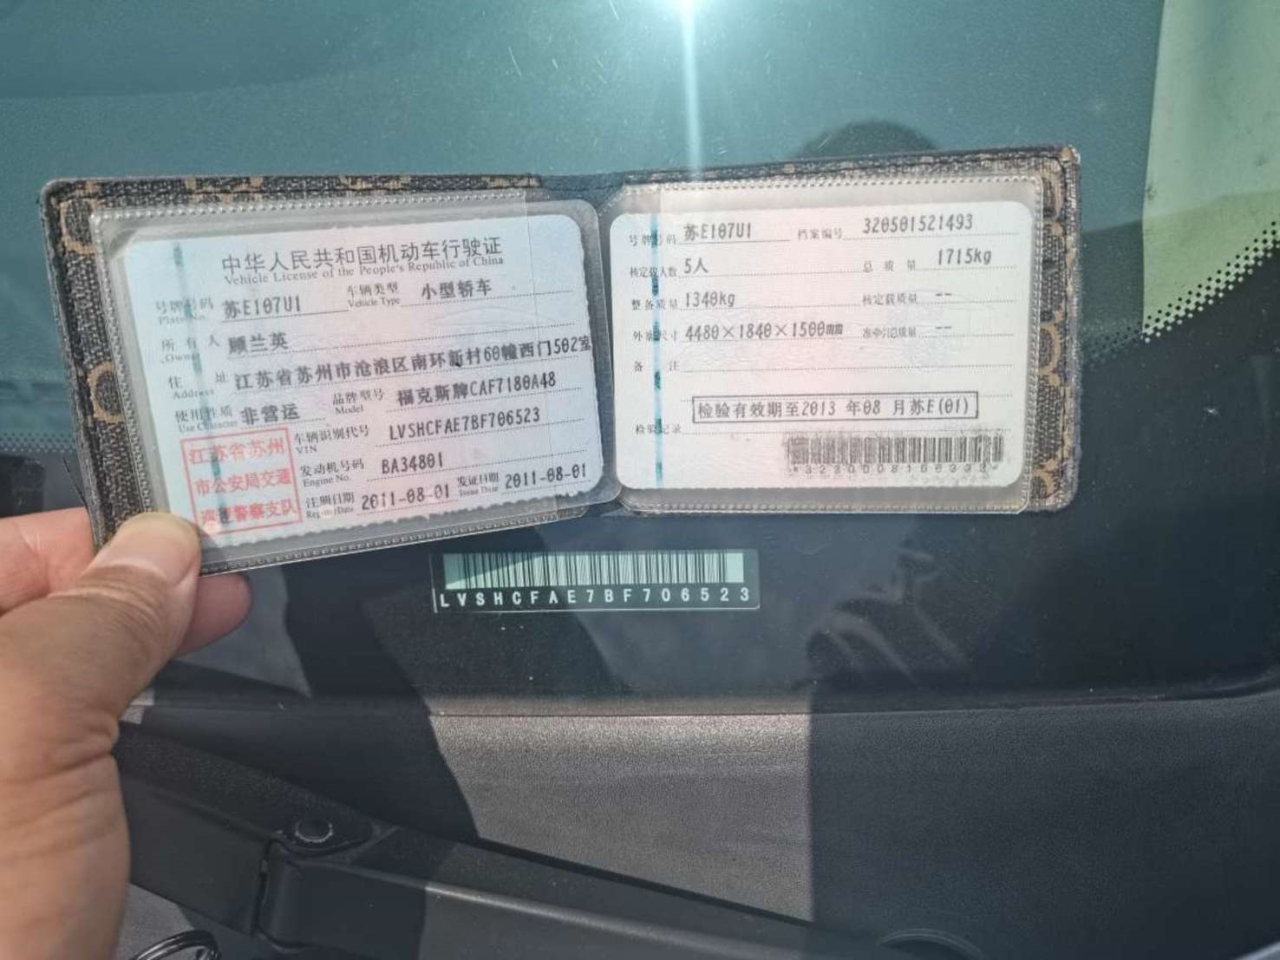 中华人民共和国机动车行驶证
Vehicle License of the People's Republic of China
号牌号码 苏E107U1 车辆类型 小型轿车
Plate No. Vehicle Type
所有人 顾兰英
Owner
住址 江苏省苏州市沧浪区南环新村60幢西门502室
Address
使用性质 非营运 品牌型号 福克斯牌CAF7180A48
Use Character Model
江苏省苏州市公安局交通巡逻警察支队
车辆识别代号 LVSHCFAE7BF706523
VIN
发动机号码 BA34801
Engine No.
注册日期 2011-08-01 发证日期 2011-08-01
Register Date Issue Date
号牌号码 苏E107U1 档案编号 320501521493
核定载人数 5人 总质量 1715kg
整备质量 1340kg 核定载质量 --
外廓尺寸 4480×1840×1500mm 准牵引总质量 --
备注
检验有效期至2013 年08 月苏E(01)
检验记录
LVSHCFAE7BF706523